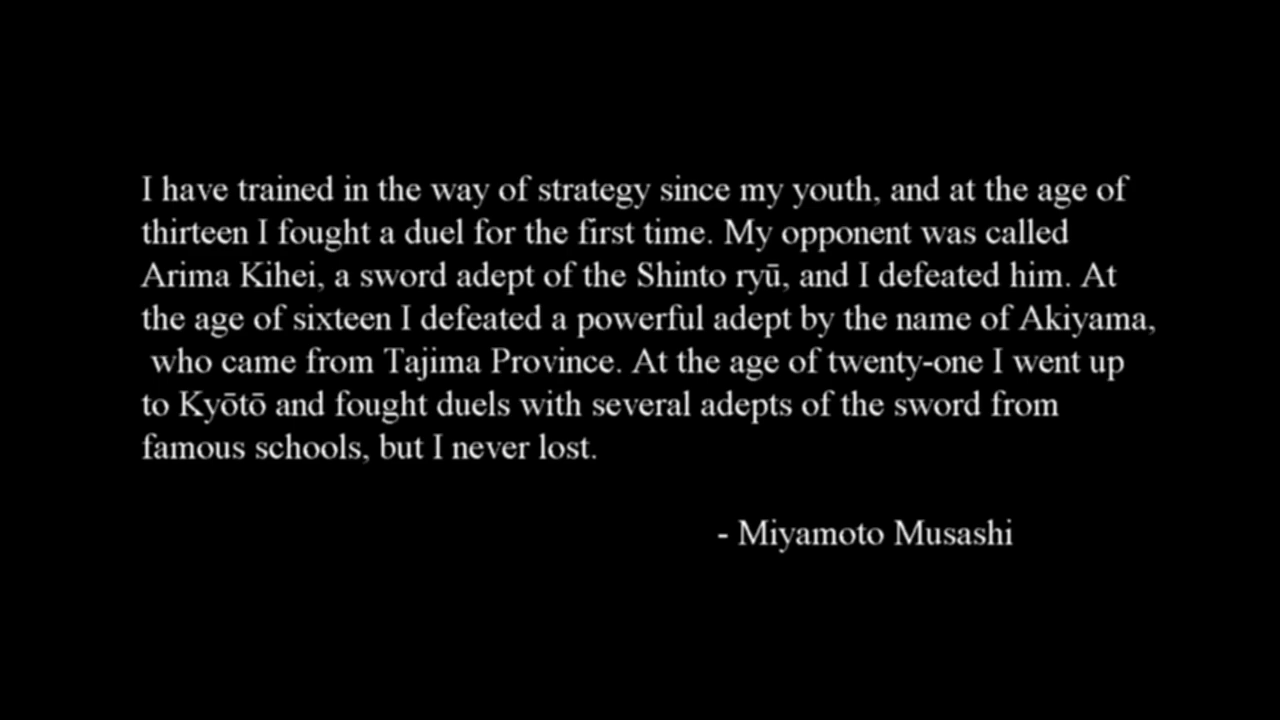 I have trained in the way of strategy since my youth, and at the age of
thirteen I fought a duel for the first time. My opponent was called
Arima Kihei, a sword adept of the Shinto ryū, and I defeated him. At
the age of sixteen I defeated a powerful adept by the name of Akiyama,
who came from Tajima Province. At the age of twenty-one I went up
to Kyōtō and fought duels with several adepts of the sword from
famous schools, but I never lost.
- Miyamoto Musashi